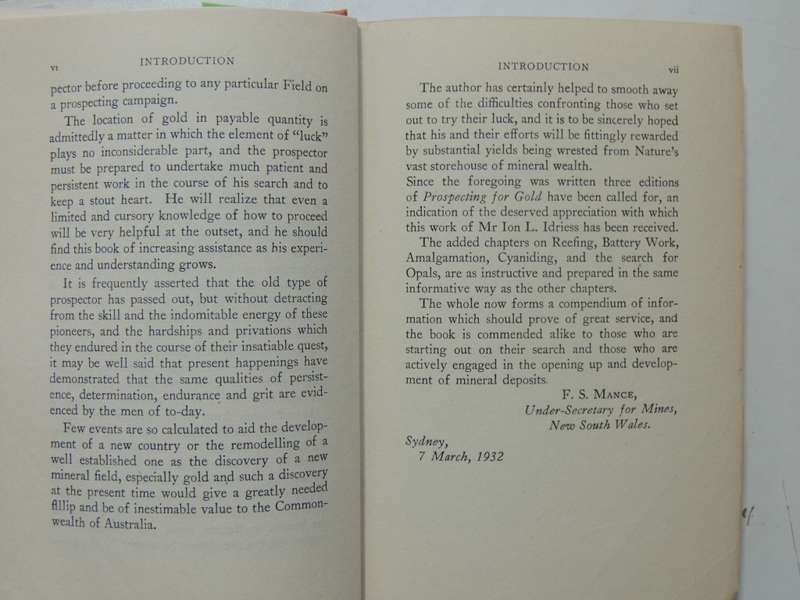 vi
INTRODUCTION
pector before proceeding to any particular Field on
a prospecting campaign.
The location of gold in payable quantity is
admittedly a matter in which the element of "luck"
plays no inconsiderable part, and the prospector
must be prepared to undertake much patient and
persistent work in the course of his search and to
keep a stout heart. He will realize that even a
limited and cursory knowledge of how to proceed
will be very helpful at the outset, and he should
find this book of increasing assistance as his experi-
ence and understanding grows.
It is frequently asserted that the old type of
prospector has passed out, but without detracting
from the skill and the indomitable energy of these
pioneers, and the hardships and privations which
they endured in the course of their insatiable quest,
it may be well said that present happenings have
demonstrated that the same qualities of persist-
ence, determination, endurance and grit are evid-
enced by the men of to-day.
Few events are so calculated to aid the develop-
ment of a new country or the remodelling of a
well established one as the discovery of a new
mineral field, especially gold and such a discovery
at the present time would give a greatly needed
fillip and be of inestimable value to the Common-
wealth of Australia.
INTRODUCTION
vii
The author has certainly helped to smooth away
some of the difficulties confronting those who set
out to try their luck, and it is to be sincerely hoped
that his and their efforts will be fittingly rewarded
by substantial yields being wrested from Nature's
vast storehouse of mineral wealth.
Since the foregoing was written three editions
of Prospecting for Gold have been called for, an
indication of the deserved appreciation with which
this work of Mr Ion L. Idriess has been received.
The added chapters on Reefing, Battery Work,
Amalgamation, Cyaniding, and the search for
Opals, are as instructive and prepared in the same
informative way as the other chapters.
The whole now forms a compendium of infor-
mation which should prove of great service, and
the book is commended alike to those who are
starting out on their search and those who are
actively engaged in the opening up and develop-
ment of mineral deposits.
F. S. MANCE,
Under-Secretary for Mines,
New South Wales.
Sydney,
7 March, 1932